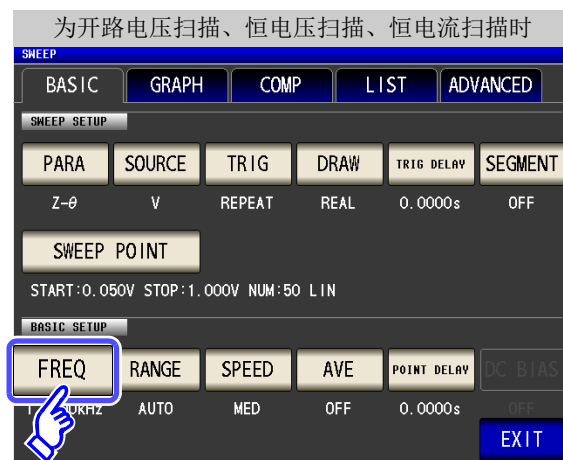 为开路电压扫描、恒电压扫描、恒电流扫描时
SWEEP
BASIC GRAPH COMP LIST ADVANCED
SWEEP SETUP
PARA SOURCE TRIG DRAW TRIG DELAY SEGMENT
Z-θ V REPEAT REAL 0.0000s OFF
SWEEP POINT
START:0.050V STOP:1.000V NUM:50 LIN
BASIC SETUP
FREQ RANGE SPEED AVE POINT DELAY DC BIAS
AUTO MED OFF 0.0000s OFF
EXIT